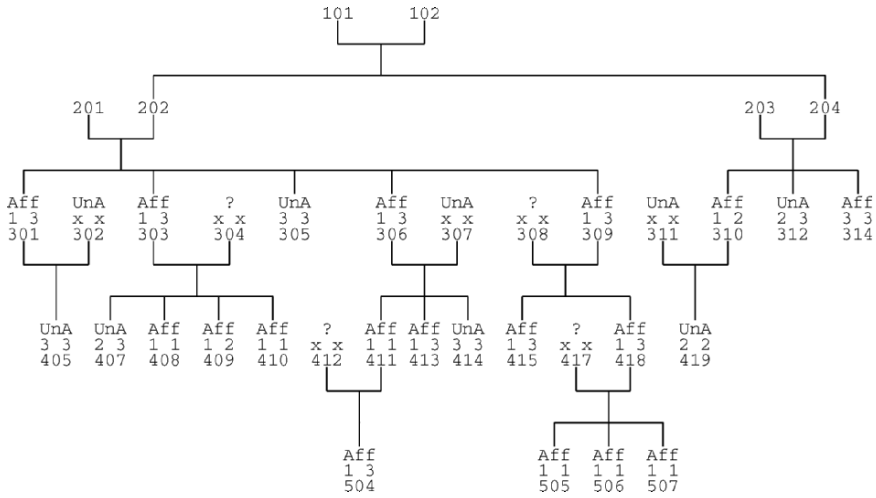 101 102
201 202 203 204
Aff UnA Aff ? UnA Aff UnA ? Aff UnA Aff UnA Aff
1 3 x x 1 3 x x 3 3 1 3 x x x x 1 3 x x 1 2 2 3 3 3
301 302 303 304 305 306 307 308 309 311 310 312 314
UnA UnA Aff Aff Aff ? Aff Aff UnA Aff ? Aff UnA
3 3 2 3 1 1 1 2 1 1 x x 1 1 1 3 3 3 1 3 x x 1 3 2 2
405 407 408 409 410 412 411 413 414 415 417 418 419
Aff Aff Aff Aff
1 3 1 1 1 1 1 1
504 505 506 507